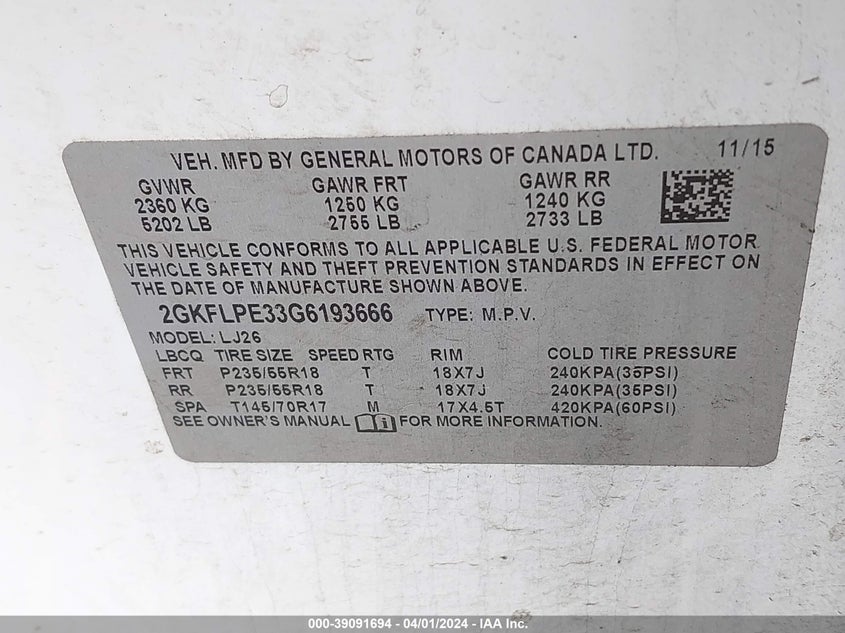 VEH. MFD BY GENERAL MOTORS OF CANADA LTD. 11/15
GVWR GAWR FRT GAWR RR
2360 KG 1250 KG 1240 KG
5202 LB 2755 LB 2733 LB
THIS VEHICLE CONFORMS TO ALL APPLICABLE U.S. FEDERAL MOTOR
VEHICLE SAFETY AND THEFT PREVENTION STANDARDS IN EFFECT ON
THE DATE OF MANUFACTURE SHOWN ABOVE.
2GKFLPE33G6193666 TYPE: M.P.V.
MODEL: LJ26
LBCQ TIRE SIZE SPEED RTG RIM COLD TIRE PRESSURE
FRT P235/55R18 T 18X7J 240KPA(35PSI)
RR P235/55R18 T 18X7J 240KPA(35PSI)
SPA T145/70R17 M 17X4.5T 420KPA(60PSI)
SEE OWNER'S MANUAL FOR MORE INFORMATION.
000-39091694 / 04/01/2024 - IAA Inc.